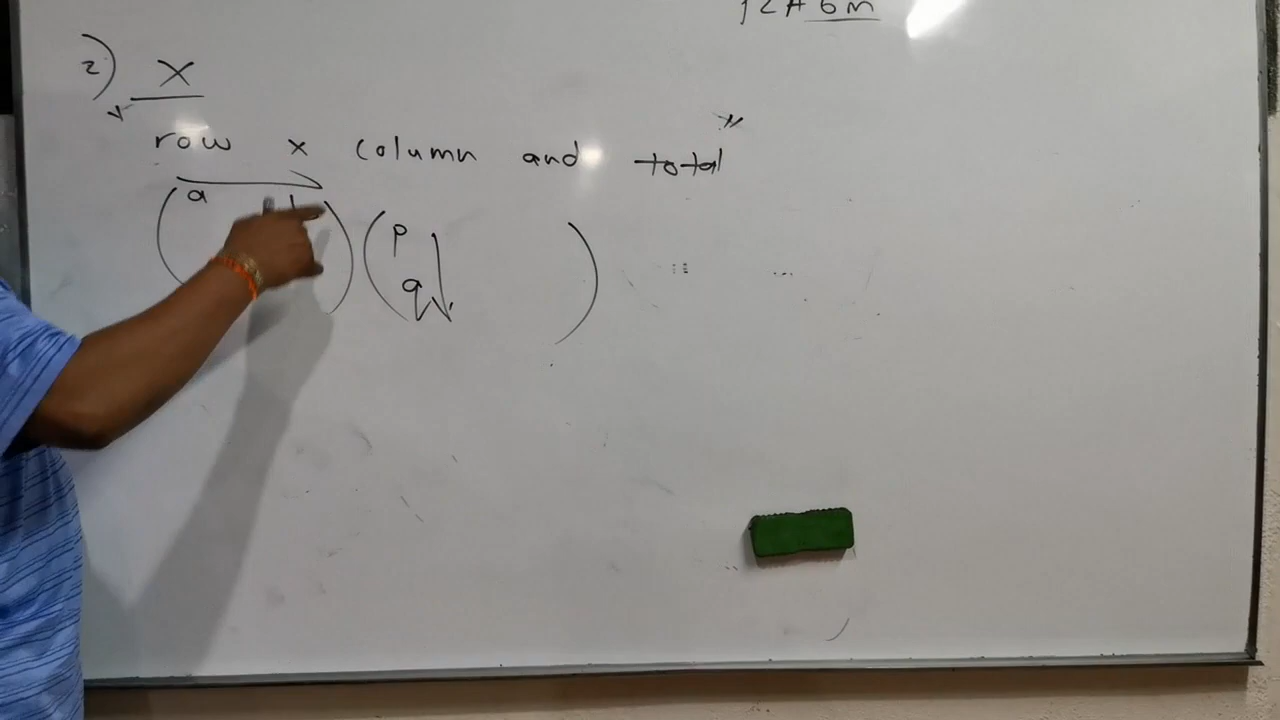 2) X
row x column and total "
( a ) ( p
q )